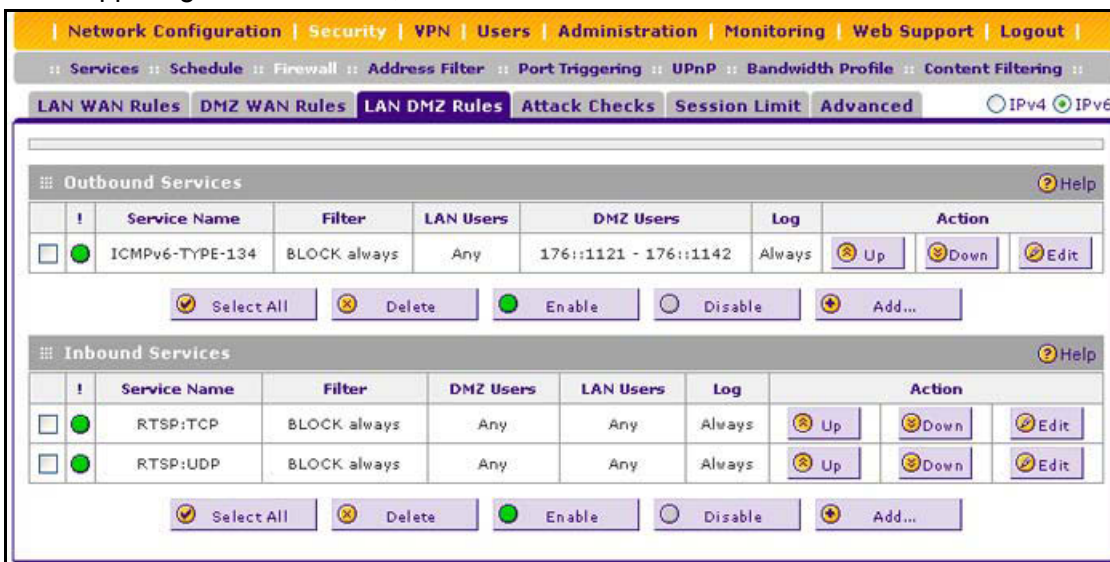 | Network Configuration | Security | VPN | Users | Administration | Monitoring | Web Support | Logout |
:: Services :: Schedule :: Firewall :: Address Filter :: Port Triggering :: UPnP :: Bandwidth Profile :: Content Filtering ::
LAN WAN Rules DMZ WAN Rules LAN DMZ Rules Attack Checks Session Limit Advanced IPv4 IPv6
Outbound Services ?Help
! Service Name Filter LAN Users DMZ Users Log Action
ICMPv6-TYPE-134 BLOCK always Any 176::1121 - 176::1142 Always Up Down Edit
Select All Delete Enable Disable Add...
Inbound Services ?Help
! Service Name Filter DMZ Users LAN Users Log Action
RTSP:TCP BLOCK always Any Any Always Up Down Edit
RTSP:UDP BLOCK always Any Any Always Up Down Edit
Select All Delete Enable Disable Add...